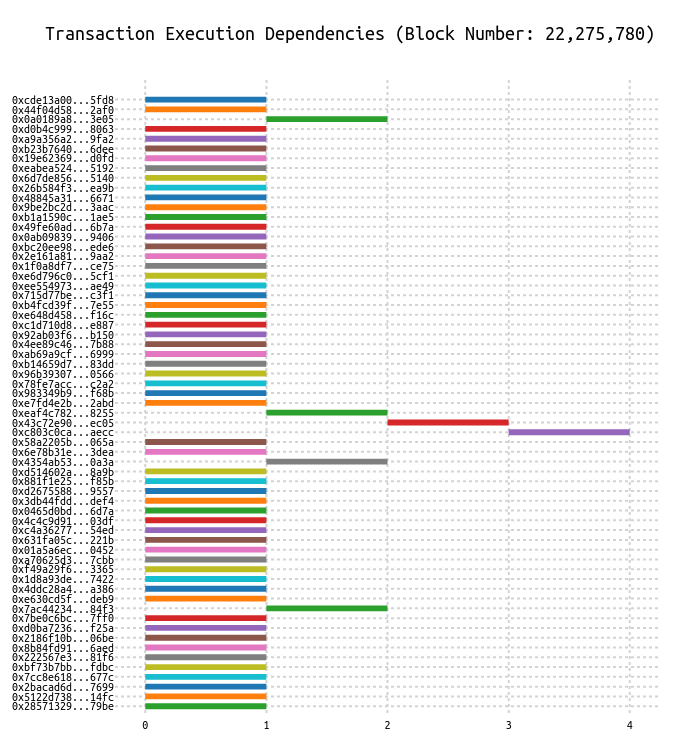 Transaction Execution Dependencies (Block Number: 22,275,780)
0xcde13a00...5fd8
0x44f04d58...2af0
0x0a0189a8...3e05
0xd0b4c999...8063
0xa9a356a2...9fa2
0xb23b7640...6dee
0x19e62369...d0fd
0xeabea524...5192
0x6d7de856...5140
0x26b584f3...ea9b
0x48845a31...6671
0x9be2bc2d...3aac
0xb1a1590c...1ae5
0x49fe60ad...6b7a
0x0ab09839...9406
0xbc20ee98...ede6
0x2e161a81...9aa2
0x1f0a8df7...ce75
0xe6d796c0...5cf1
0xee554973...ae49
0x715d77be...c3f1
0xb4fcd39f...7e55
0xe648d458...f16c
0xc1d710d8...e887
0x92ab03f6...b150
0x4ee89c46...7b88
0xab69a9cf...6999
0xb14659d7...83dd
0x96b39307...0566
0x78fe7acc...c2a2
0x983349b9...f68b
0xe7fd4e2b...2abd
0xeaf4c782...8255
0x43c72e90...ec05
0xc803c0ca...aecc
0x58a2205b...065a
0x6e78b31e...3dea
0x4354ab53...0a3a
0xd514602a...8a9b
0x881f1e25...f85b
0xd2675588...9557
0x3db44fdd...def4
0x0465d0bd...6d7a
0x4c4c9d91...03df
0xc4a36277...54ed
0x631fa05c...221b
0x01a5a6ec...0452
0xa70625d3...7cbb
0xf49a29f6...3365
0x1d8a93de...7422
0x4ddc28a4...a386
0xe630cd5f...deb9
0x7ac44234...84f3
0x7be0c6bc...7ff0
0xd0ba7236...f25a
0x2186f10b...06be
0x8b84fd91...6aed
0x222567e3...81f6
0xbf73b7bb...fdbc
0x7cc8e618...677c
0x2bacad6d...7699
0x5122d738...14fc
0x28571329...79be
0 1 2 3 4